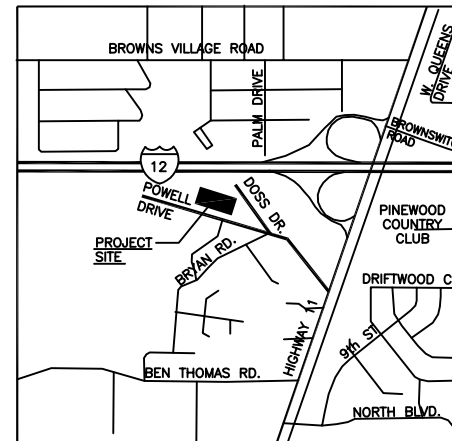 BROWNS VILLAGE ROAD
PALM DRIVE
W. QUEENS
DRIVE
BROWNSWITC
ROAD
12
POWELL
DRIVE
DOSS DR.
PROJECT
SITE
BRYAN RD.
PINEWOOD
COUNTRY
CLUB
DRIFTWOOD C
HIGHWAY 11
9th ST
BEN THOMAS RD.
NORTH BLVD.